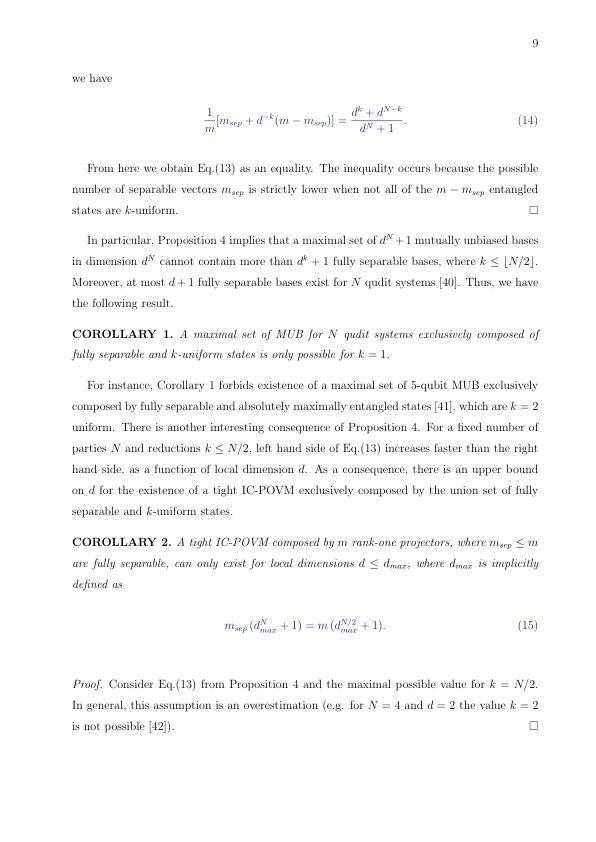 9
we have
\frac{1}{m}[m_{sep} + d^{-k}(m − m_{sep})] = \frac{d^k + d^{N−k}}{d^N + 1}. (14)
From here we obtain Eq.(13) as an equality. The inequality occurs because the possible
number of separable vectors m_{sep} is strictly lower when not all of the m − m_{sep} entangled
states are k-uniform. □
In particular, Proposition 4 implies that a maximal set of d^N + 1 mutually unbiased bases
in dimension d^N cannot contain more than d^k + 1 fully separable bases, where k ≤ ⌊N/2⌋.
Moreover, at most d + 1 fully separable bases exist for N qudit systems [40]. Thus, we have
the following result.
COROLLARY 1. A maximal set of MUB for N qudit systems exclusively composed of
fully separable and k-uniform states is only possible for k = 1.
For instance, Corollary 1 forbids existence of a maximal set of 5-qubit MUB exclusively
composed by fully separable and absolutely maximally entangled states [41], which are k = 2
uniform. There is another interesting consequence of Proposition 4. For a fixed number of
parties N and reductions k ≤ N/2, left hand side of Eq.(13) increases faster than the right
hand side, as a function of local dimension d. As a consequence, there is an upper bound
on d for the existence of a tight IC-POVM exclusively composed by the union set of fully
separable and k-uniform states.
COROLLARY 2. A tight IC-POVM composed by m rank-one projectors, where m_{sep} ≤ m
are fully separable, can only exist for local dimensions d ≤ d_{max}, where d_{max} is implicitly
defined as
m_{sep} (d_{max}^N + 1) = m (d_{max}^{N/2} + 1). (15)
Proof. Consider Eq.(13) from Proposition 4 and the maximal possible value for k = N/2.
In general, this assumption is an overestimation (e.g. for N = 4 and d = 2 the value k = 2
is not possible [42]). □